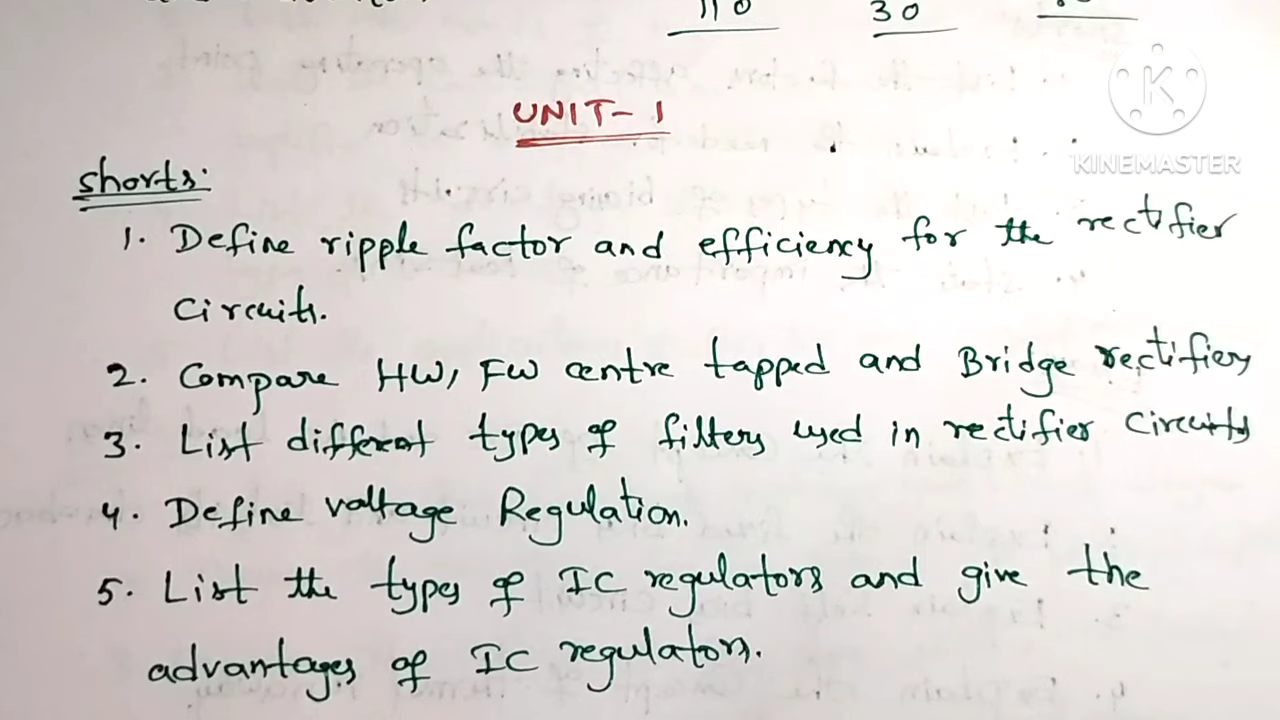 110 30
UNIT- 1
K
KINEMASTER
shorts:
1. Define ripple factor and efficiency for the rectifier
Circuits.
2. Compare HW, FW centre tapped and Bridge rectifiers
3. List different types of filters used in rectifier Circuits
4. Define voltage Regulation.
5. List the types of IC regulators and give the
advantages of IC regulators.